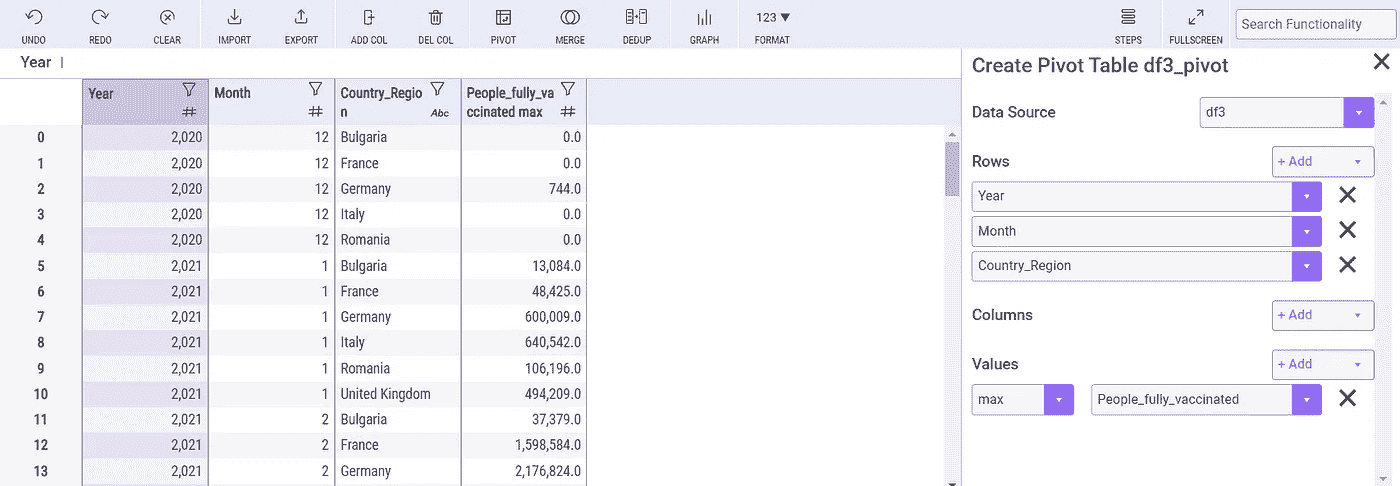 UNDO REDO CLEAR IMPORT EXPORT ADD COL DEL COL PIVOT MERGE DEDUP GRAPH 123 ▼ FORMAT STEPS FULLSCREEN Search Functionality
Year
Year # Month # Country_Regio
n Abc People_fully_va
ccinated max #
0 2,020 12 Bulgaria 0.0
1 2,020 12 France 0.0
2 2,020 12 Germany 744.0
3 2,020 12 Italy 0.0
4 2,020 12 Romania 0.0
5 2,021 1 Bulgaria 13,084.0
6 2,021 1 France 48,425.0
7 2,021 1 Germany 600,009.0
8 2,021 1 Italy 640,542.0
9 2,021 1 Romania 106,196.0
10 2,021 1 United Kingdom 494,209.0
11 2,021 2 Bulgaria 37,379.0
12 2,021 2 France 1,598,584.0
13 2,021 2 Germany 2,176,824.0
Create Pivot Table df3_pivot
Data Source df3
Rows + Add
Year
Month
Country_Region
Columns + Add
Values + Add
max People_fully_vaccinated